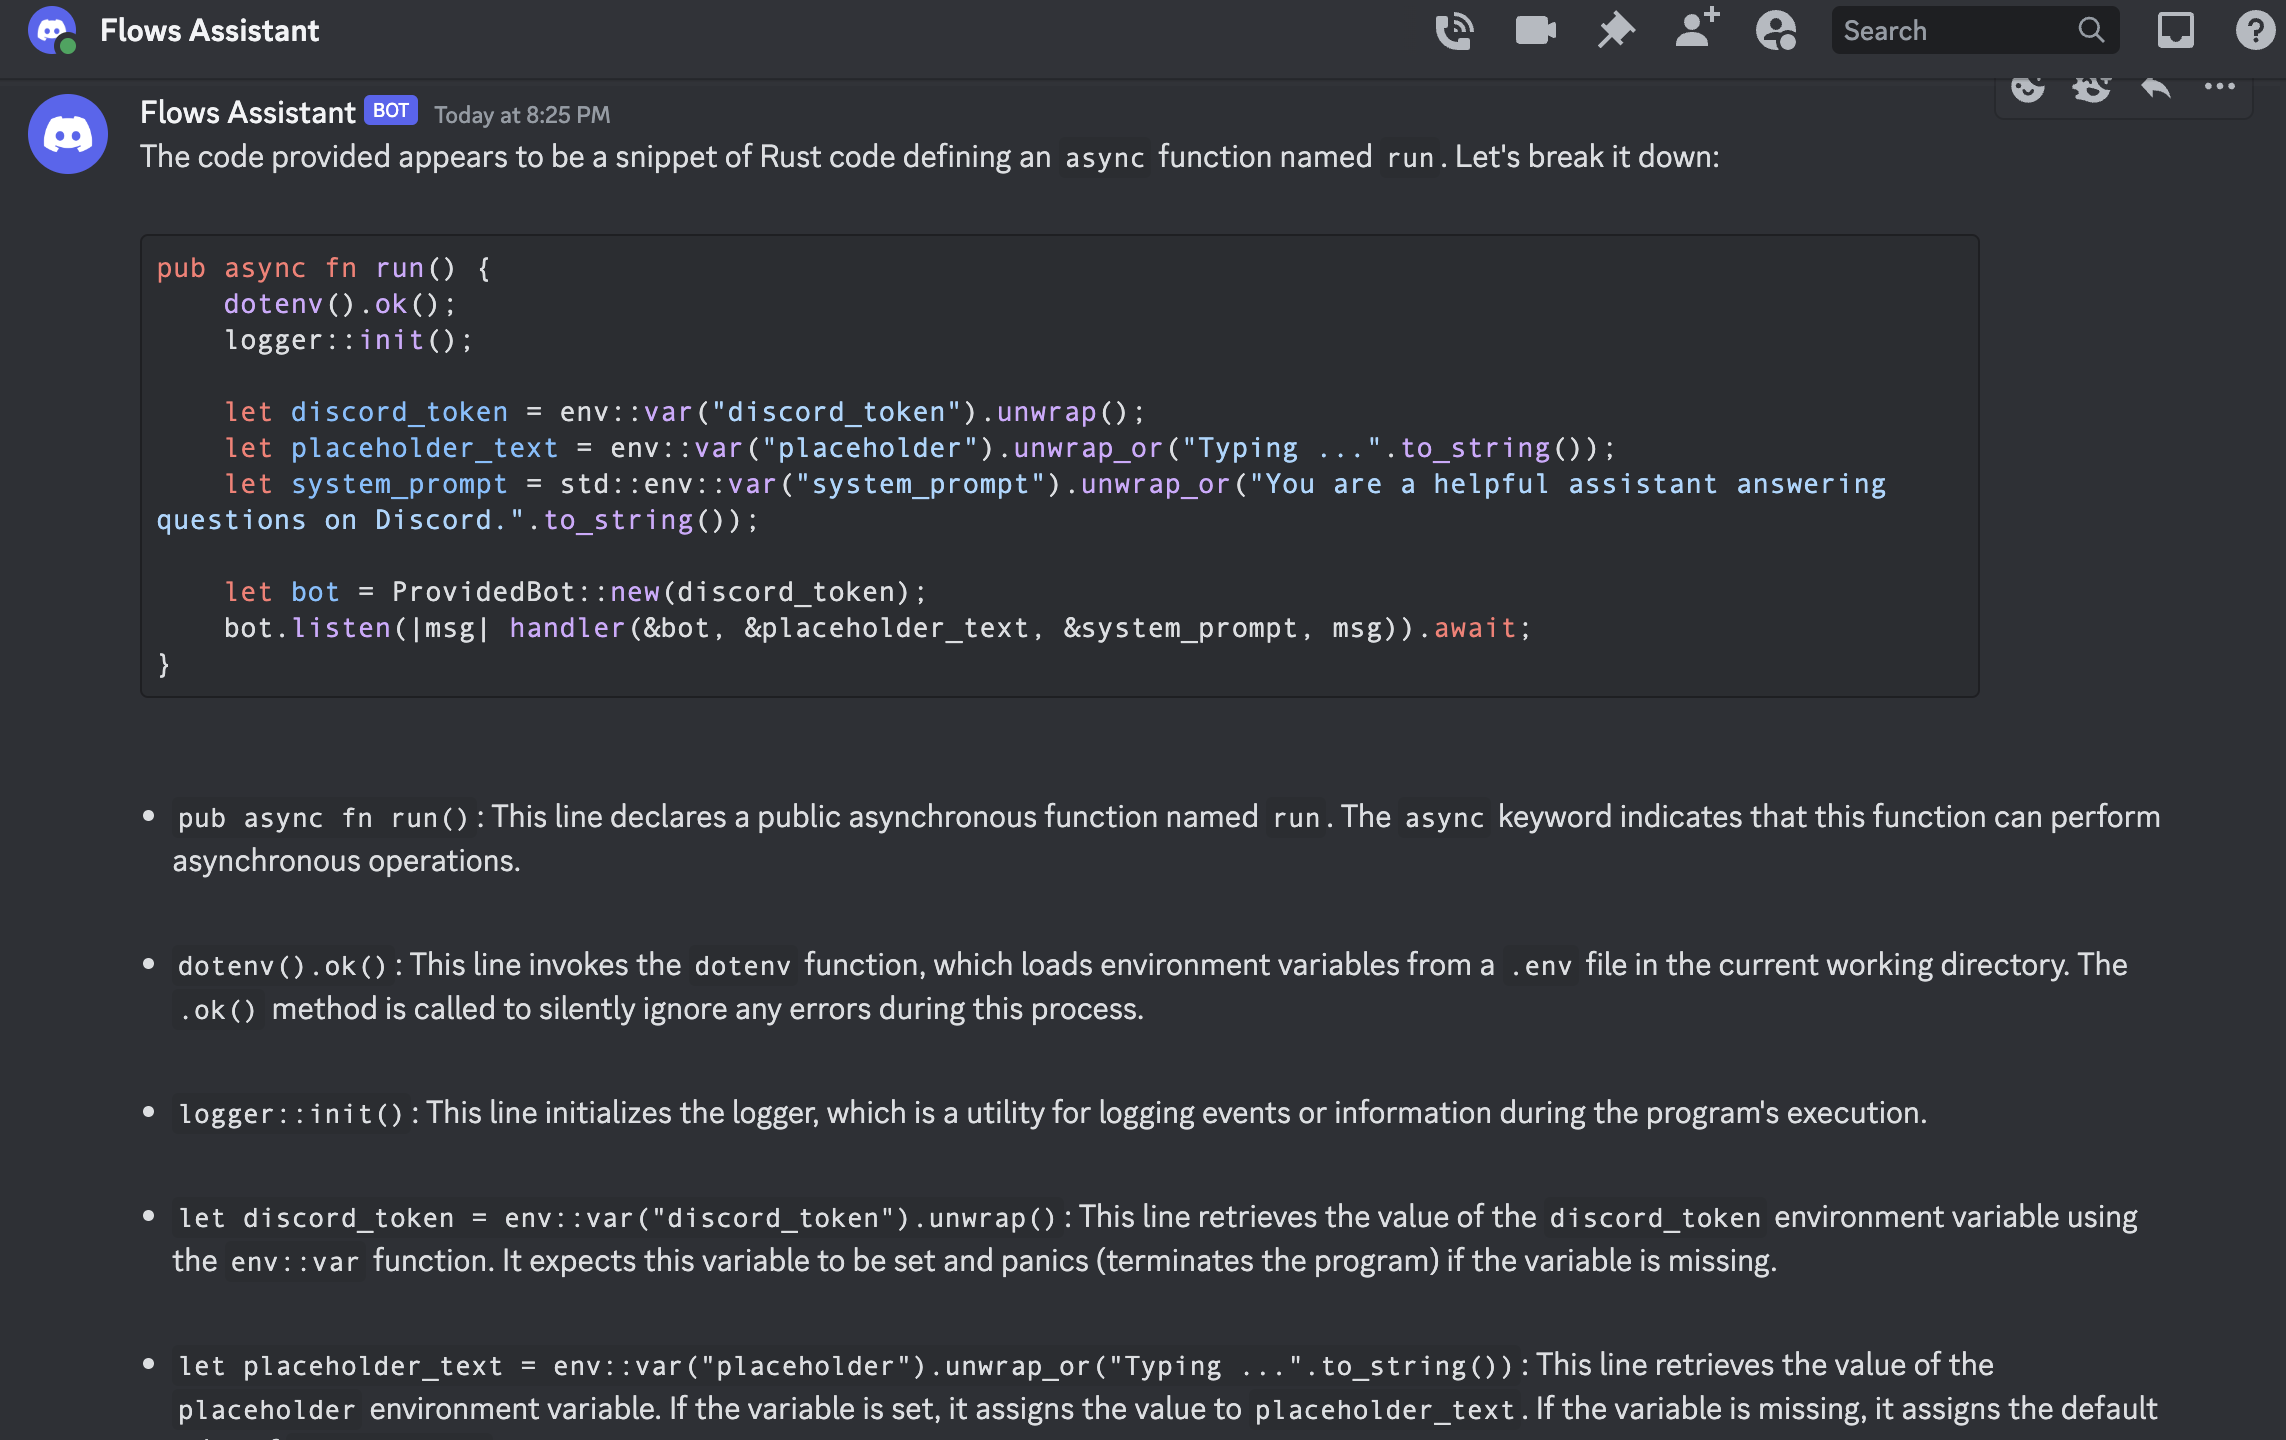 Flows Assistant
Search
Flows Assistant BOT Today at 8:25 PM
The code provided appears to be a snippet of Rust code defining an async function named run. Let's break it down:
pub async fn run() {
    dotenv().ok();
    logger::init();
    let discord_token = env::var("discord_token").unwrap();
    let placeholder_text = env::var("placeholder").unwrap_or("Typing ...".to_string());
    let system_prompt = std::env::var("system_prompt").unwrap_or("You are a helpful assistant answering
questions on Discord.".to_string());
    let bot = ProvidedBot::new(discord_token);
    bot.listen(|msg| handler(&bot, &placeholder_text, &system_prompt, msg)).await;
}
• pub async fn run(): This line declares a public asynchronous function named run. The async keyword indicates that this function can perform
asynchronous operations.
• dotenv().ok(): This line invokes the dotenv function, which loads environment variables from a .env file in the current working directory. The
.ok() method is called to silently ignore any errors during this process.
• logger::init(): This line initializes the logger, which is a utility for logging events or information during the program's execution.
• let discord_token = env::var("discord_token").unwrap(): This line retrieves the value of the discord_token environment variable using
the env::var function. It expects this variable to be set and panics (terminates the program) if the variable is missing.
• let placeholder_text = env::var("placeholder").unwrap_or("Typing ...".to_string()): This line retrieves the value of the
placeholder environment variable. If the variable is set, it assigns the value to placeholder_text. If the variable is missing, it assigns the default